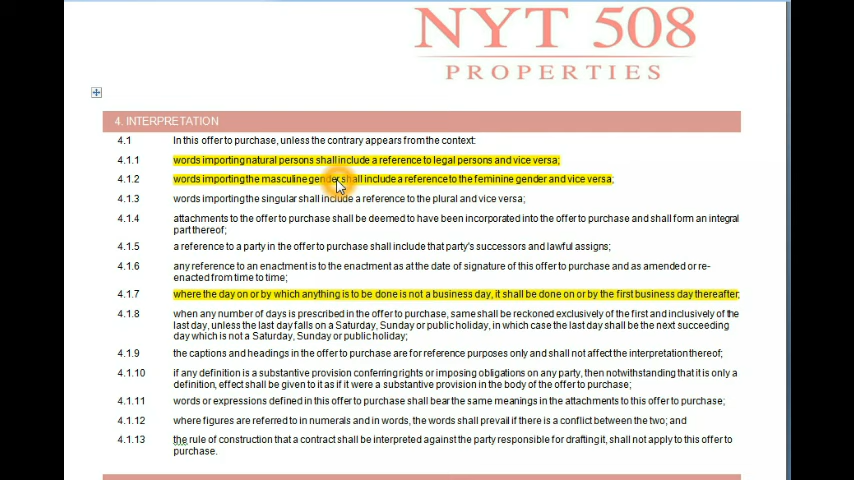 NYT 508
PROPERTIES
4. INTERPRETATION
4.1 In this offer to purchase, unless the contrary appears from the context:
4.1.1 words importing natural persons shall include a reference to legal persons and vice versa;
4.1.2 words importing the masculine gender shall include a reference to the feminine gender and vice versa;
4.1.3 words importing the singular shall include a reference to the plural and vice versa;
4.1.4 attachments to the offer to purchase shall be deemed to have been incorporated into the offer to purchase and shall form an integral
part thereof;
4.1.5 a reference to a party in the offer to purchase shall include that party's successors and lawful assigns;
4.1.6 any reference to an enactment is to the enactment as at the date of signature of this offer to purchase and as amended or re-
enacted from time to time;
4.1.7 where the day on or by which anything is to be done is not a business day, it shall be done on or by the first business day thereafter;
4.1.8 when any number of days is prescribed in the offer to purchase, same shall be reckoned exclusively of the first and inclusively of the
last day, unless the last day falls on a Saturday, Sunday or public holiday, in which case the last day shall be the next succeeding
day which is not a Saturday, Sunday or public holiday;
4.1.9 the captions and headings in the offer to purchase are for reference purposes only and shall not affect the interpretation thereof;
4.1.10 if any definition is a substantive provision conferring rights or imposing obligations on any party, then notwithstanding that it is only a
definition, effect shall be given to it as if it were a substantive provision in the body of the offer to purchase;
4.1.11 words or expressions defined in this offer to purchase shall bear the same meanings in the attachments to this offer to purchase;
4.1.12 where figures are referred to in numerals and in words, the words shall prevail if there is a conflict between the two; and
4.1.13 the rule of construction that a contract shall be interpreted against the party responsible for drafting it, shall not apply to this offer to
purchase.